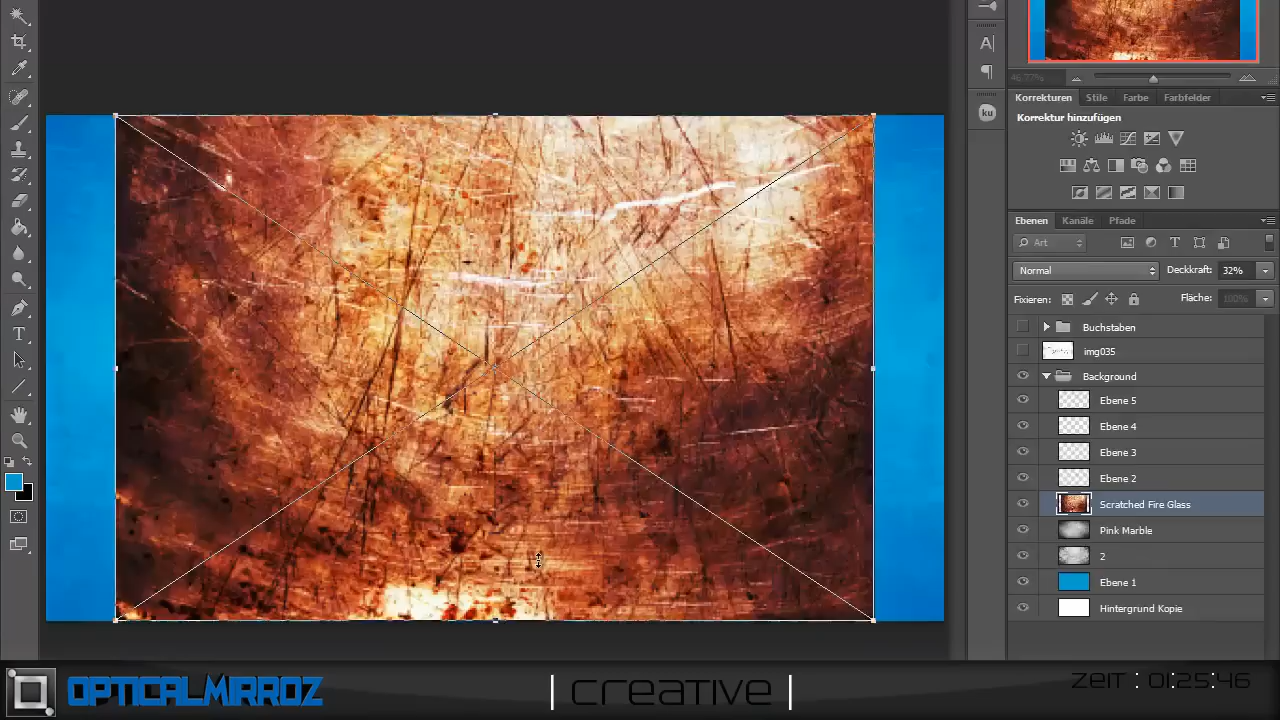 46.77%
A|
ku
Korrekturen Stile Farbe Farbfelder
Korrektur hinzufügen
Ebenen Kanäle Pfade
Art
Normal Deckkraft: 32%
Fixieren: Fläche: 100%
Buchstaben
img035
Background
Ebene 5
Ebene 4
Ebene 3
Ebene 2
Scratched Fire Glass
Pink Marble
2
Ebene 1
Hintergrund Kopie
OPTICALMIRROZ | creative | Zeit : 01:25:46